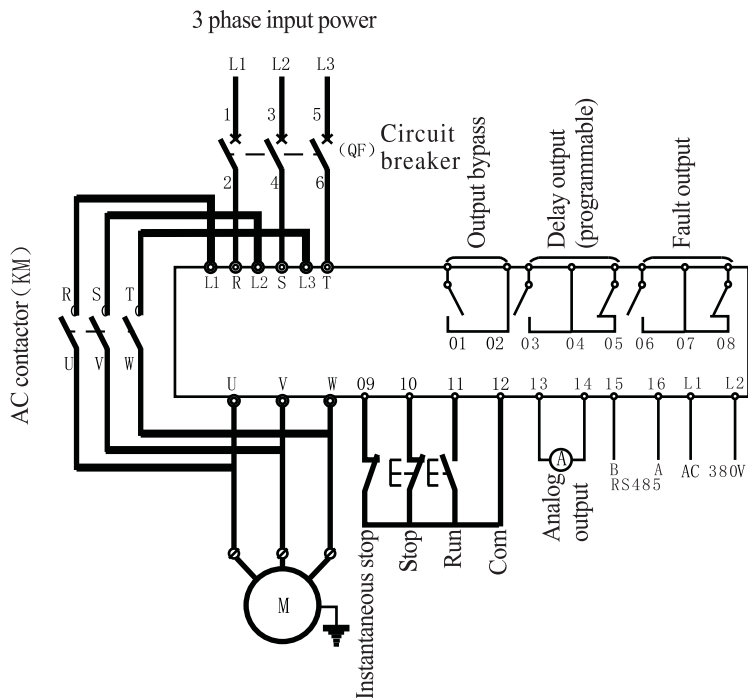 3 phase input power
L1 L2 L3
1 3 5
(QF) Circuit
breaker
2 4 6
Output bypass
Delay output
(programmable)
Fault output
AC contactor(KM)
L1 R L2 S L3 T
R S T
U V W
01 02 03 04 05 06 07 08
U V W 09 10 11 12 13 14 15 16 L1 L2
A
B A AC 380V
RS485
Analog
output
Instantaneous stop
Stop
Run
Com
M